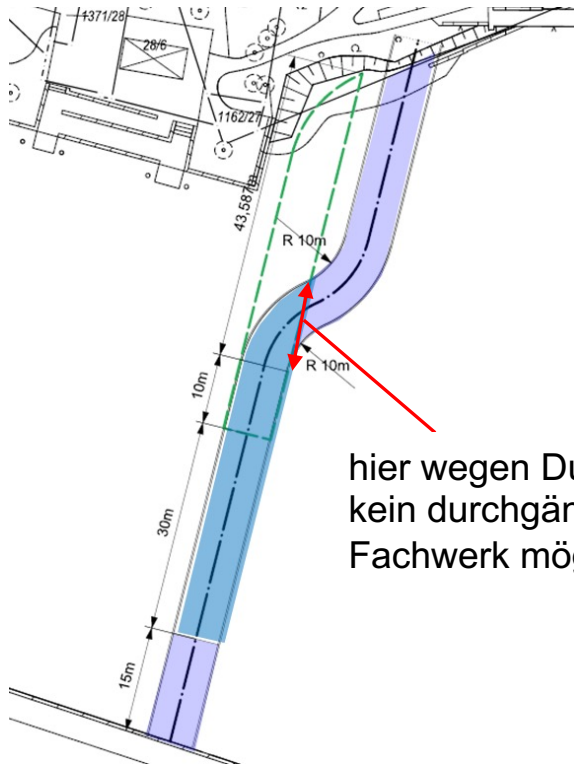 1371/28
28/6
1162/27
43,587m
R 10m
R 10m
10m
30m
15m
hier wegen Du
kein durchgän
Fachwerk mög